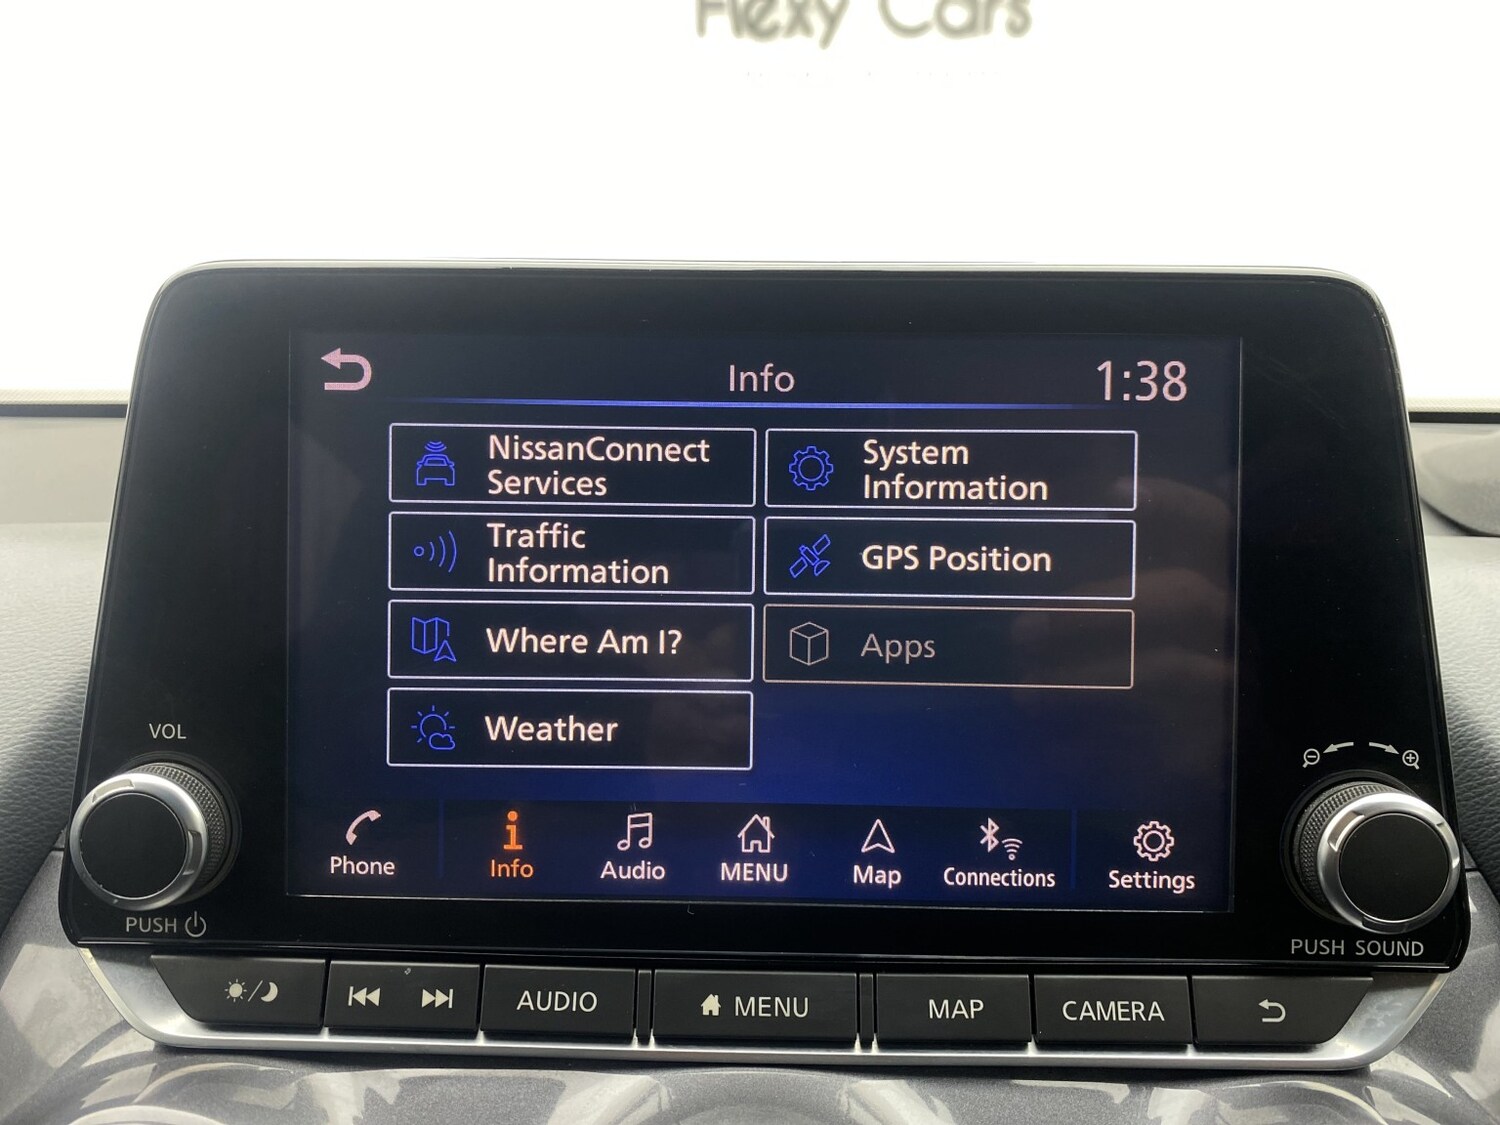 Flexy Cars
Info
1:38
NissanConnect
Services
System
Information
Traffic
Information
GPS Position
Where Am I?
Apps
Weather
Phone
Info
Audio
MENU
Map
Connections
Settings
VOL
PUSH
PUSH SOUND
AUDIO
MENU
MAP
CAMERA